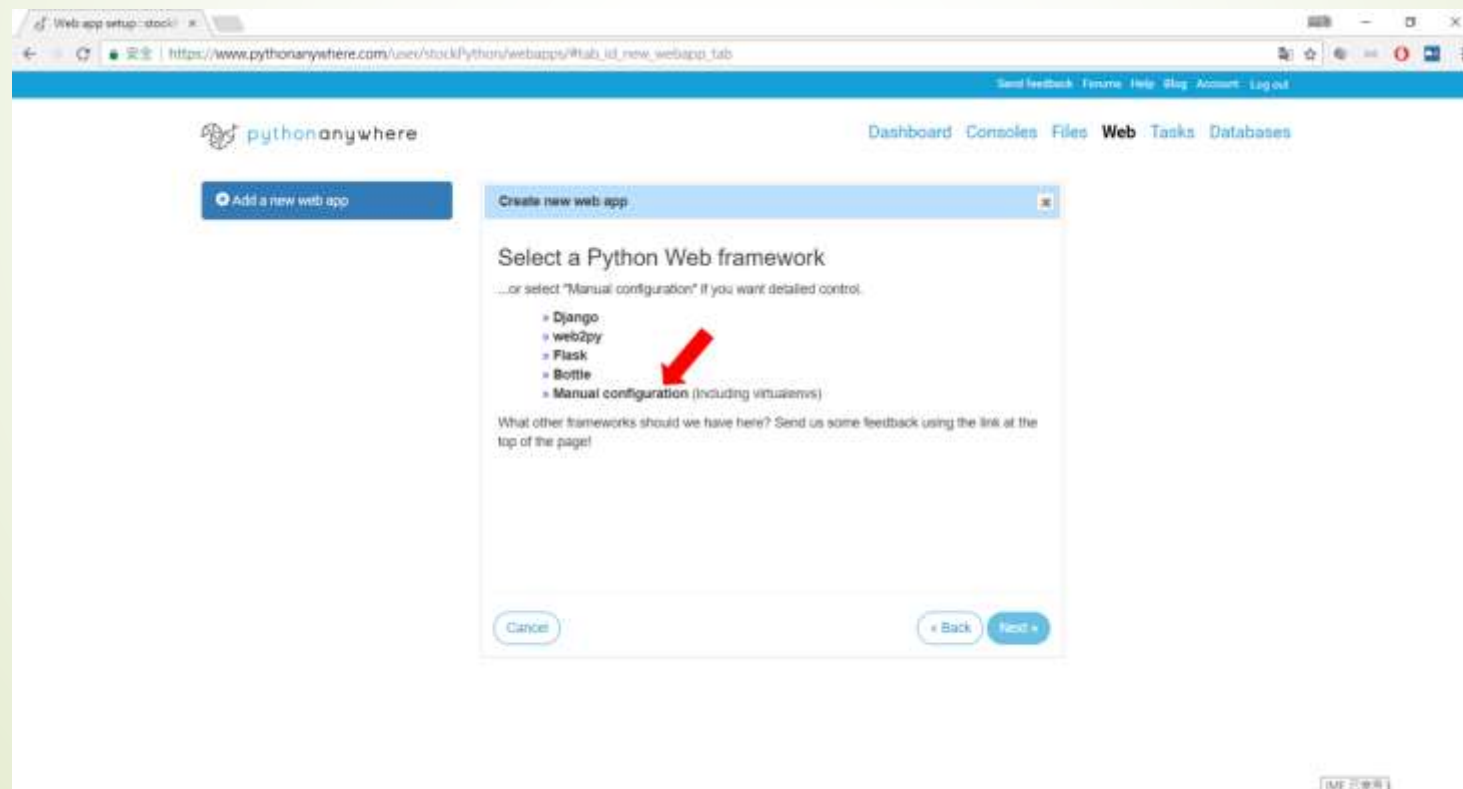 Web app setup : stock
安全 | https://www.pythonanywhere.com/user/stockPython/webapps/#tab_id_new_webapp_tab
Send feedback Forums Help Blog Account Log out
pythonanywhere
Dashboard Consoles Files Web Tasks Databases
Add a new web app
Create new web app
Select a Python Web framework
...or select "Manual configuration" if you want detailed control.
» Django
» web2py
» Flask
» Bottle
» Manual configuration (including virtualenvs)
What other frameworks should we have here? Send us some feedback using the link at the
top of the page!
Cancel
« Back
Next »